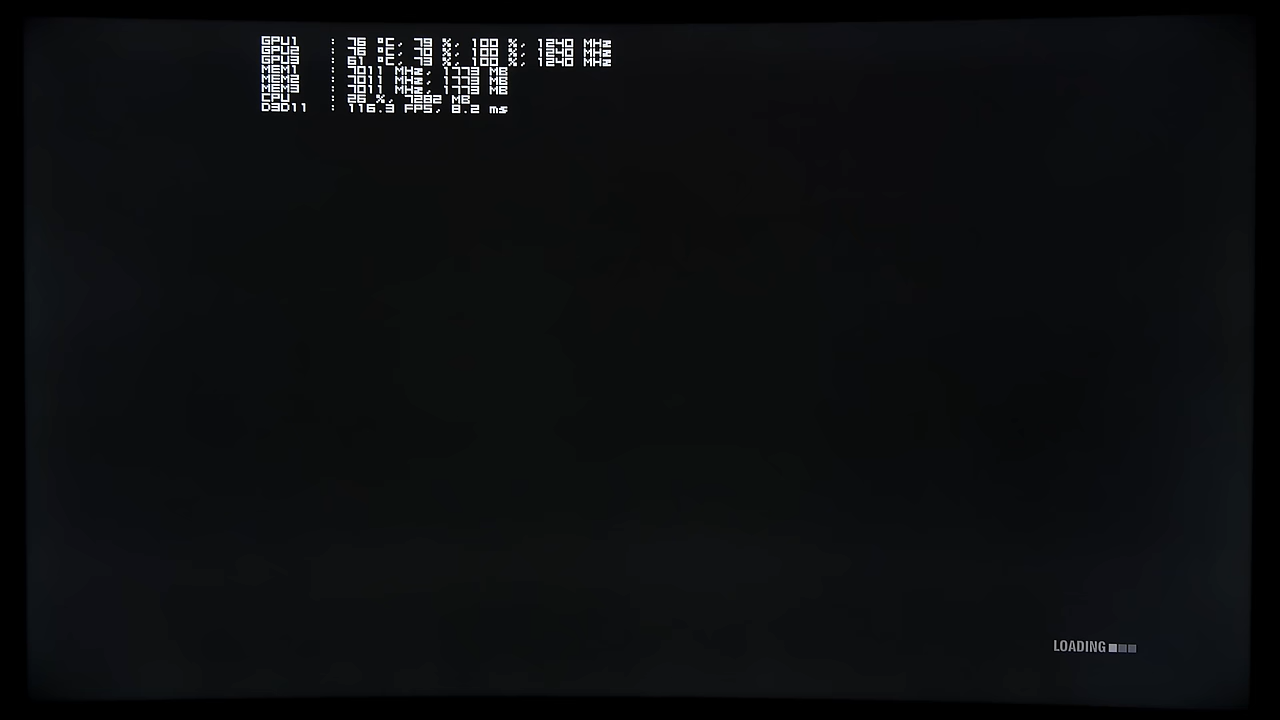 GPU1 : 76 °C, 79 %, 100 %, 1240 MHz
GPU2 : 76 °C, 70 %, 100 %, 1240 MHz
GPU3 : 61 °C, 79 %, 100 %, 1240 MHz
MEM1 : 7011 MHz, 1773 MB
MEM2 : 7011 MHz, 1773 MB
MEM3 : 7011 MHz, 1773 MB
CPU : 26 %, 7282 MB
D3D11 : 116.3 FPS, 8.2 ms
LOADING